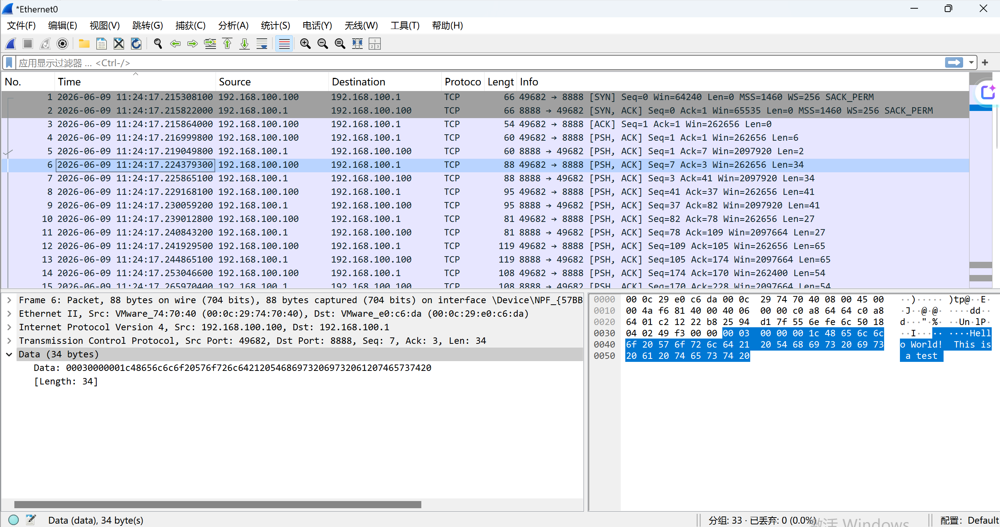 *Ethernet0
文件(F) 编辑(E) 视图(V) 跳转(G) 捕获(C) 分析(A) 统计(S) 电话(Y) 无线(W) 工具(T) 帮助(H)
应用显示过滤器 … <Ctrl-/>
No. Time Source Destination Protoco Lengt Info
1 2026-06-09 11:24:17.215308100 192.168.100.100 192.168.100.1 TCP 66 49682 → 8888 [SYN] Seq=0 Win=64240 Len=0 MSS=1460 WS=256 SACK_PERM
2 2026-06-09 11:24:17.215822000 192.168.100.1 192.168.100.100 TCP 66 8888 → 49682 [SYN, ACK] Seq=0 Ack=1 Win=65535 Len=0 MSS=1460 WS=256 SACK_PERM
3 2026-06-09 11:24:17.215864000 192.168.100.100 192.168.100.1 TCP 54 49682 → 8888 [ACK] Seq=1 Ack=1 Win=262656 Len=0
4 2026-06-09 11:24:17.216999800 192.168.100.100 192.168.100.1 TCP 60 49682 → 8888 [PSH, ACK] Seq=1 Ack=1 Win=262656 Len=6
5 2026-06-09 11:24:17.219049800 192.168.100.1 192.168.100.100 TCP 60 8888 → 49682 [PSH, ACK] Seq=1 Ack=7 Win=2097920 Len=2
6 2026-06-09 11:24:17.224379300 192.168.100.100 192.168.100.1 TCP 88 49682 → 8888 [PSH, ACK] Seq=7 Ack=3 Win=262656 Len=34
7 2026-06-09 11:24:17.225865100 192.168.100.1 192.168.100.100 TCP 88 8888 → 49682 [PSH, ACK] Seq=3 Ack=41 Win=2097920 Len=34
8 2026-06-09 11:24:17.229168100 192.168.100.100 192.168.100.1 TCP 95 49682 → 8888 [PSH, ACK] Seq=41 Ack=37 Win=262656 Len=41
9 2026-06-09 11:24:17.230059200 192.168.100.1 192.168.100.100 TCP 95 8888 → 49682 [PSH, ACK] Seq=37 Ack=82 Win=2097920 Len=41
10 2026-06-09 11:24:17.239012800 192.168.100.100 192.168.100.1 TCP 81 49682 → 8888 [PSH, ACK] Seq=82 Ack=78 Win=262656 Len=27
11 2026-06-09 11:24:17.240843200 192.168.100.1 192.168.100.100 TCP 81 8888 → 49682 [PSH, ACK] Seq=78 Ack=109 Win=2097664 Len=27
12 2026-06-09 11:24:17.241929500 192.168.100.100 192.168.100.1 TCP 119 49682 → 8888 [PSH, ACK] Seq=109 Ack=105 Win=262656 Len=65
13 2026-06-09 11:24:17.244865100 192.168.100.1 192.168.100.100 TCP 119 8888 → 49682 [PSH, ACK] Seq=105 Ack=174 Win=2097664 Len=65
14 2026-06-09 11:24:17.253046600 192.168.100.100 192.168.100.1 TCP 108 49682 → 8888 [PSH, ACK] Seq=174 Ack=170 Win=262400 Len=54
15 2026-06-09 11:24:17.265970400 192.168.100.1 192.168.100.100 TCP 108 8888 → 49682 [PSH, ACK] Seq=170 Ack=228 Win=2097664 Len=54
Frame 6: Packet, 88 bytes on wire (704 bits), 88 bytes captured (704 bits) on interface \Device\NPF_{57BB
Ethernet II, Src: VMware_74:70:40 (00:0c:29:74:70:40), Dst: VMware_e0:c6:da (00:0c:29:e0:c6:da)
Internet Protocol Version 4, Src: 192.168.100.100, Dst: 192.168.100.1
Transmission Control Protocol, Src Port: 49682, Dst Port: 8888, Seq: 7, Ack: 3, Len: 34
Data (34 bytes)
Data: 00030000001c48656c6c6f20576f726c6421205468697320697320612074657374​20
[Length: 34]
0000 00 0c 29 e0 c6 da 00 0c 29 74 70 40 08 00 45 00 ··)····· )tp@··E·
0010 00 4a f6 81 40 00 40 06 00 00 c0 a8 64 64 c0 a8 ·J··@·@· ····dd··
0020 64 01 c2 12 22 b8 25 94 d1 7f 55 6e fe 6c 50 18 d···"·%· ··Un·lP·
0030 04 02 49 f3 00 00 00 03 00 00 00 1c 48 65 6c 6c ··I····· ····Hell
0040 6f 20 57 6f 72 6c 64 21 20 54 68 69 73 20 69 73 o World! This is
0050 20 61 20 74 65 73 74 20 a test
Data (data), 34 byte(s)
分组: 33 · 已丢弃: 0 (0.0%)
激活 Windows
配置: Default